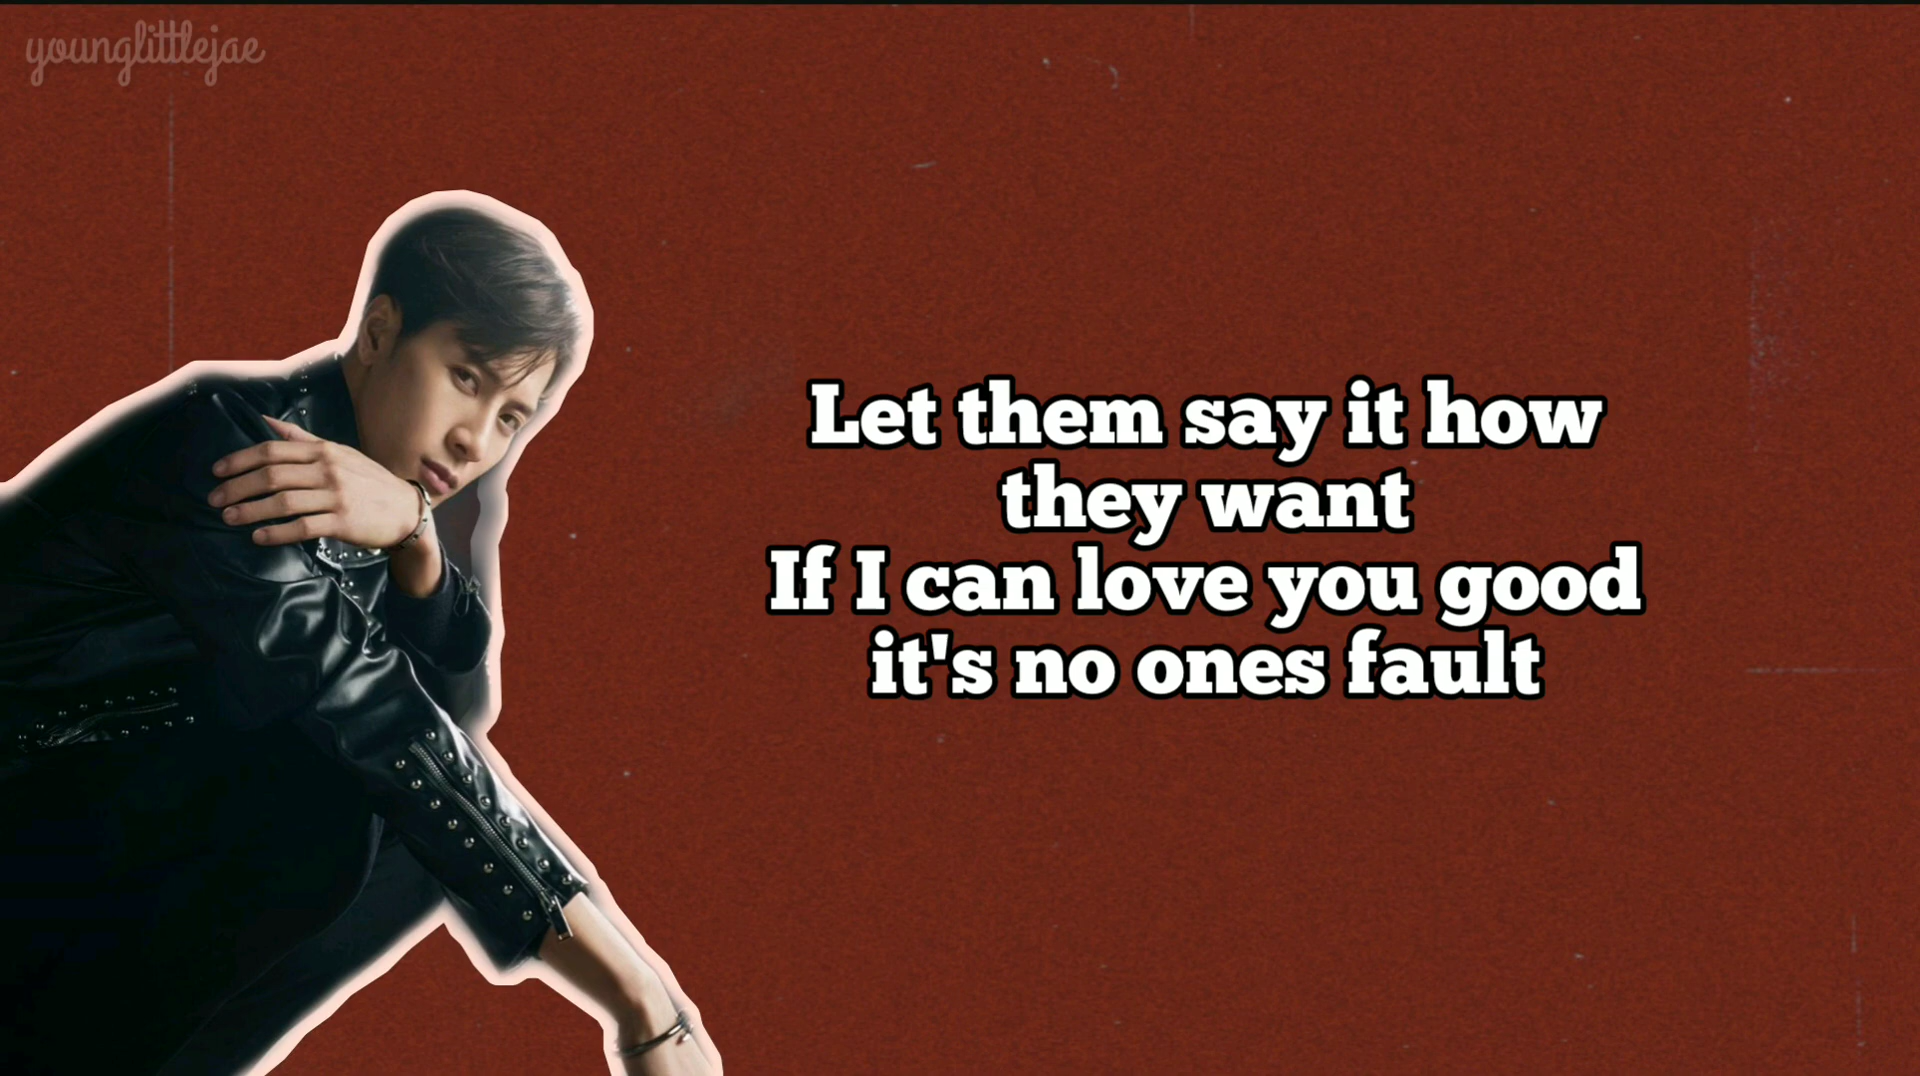 younglittlejae
Let them say it how
they want
If I can love you good
it's no ones fault